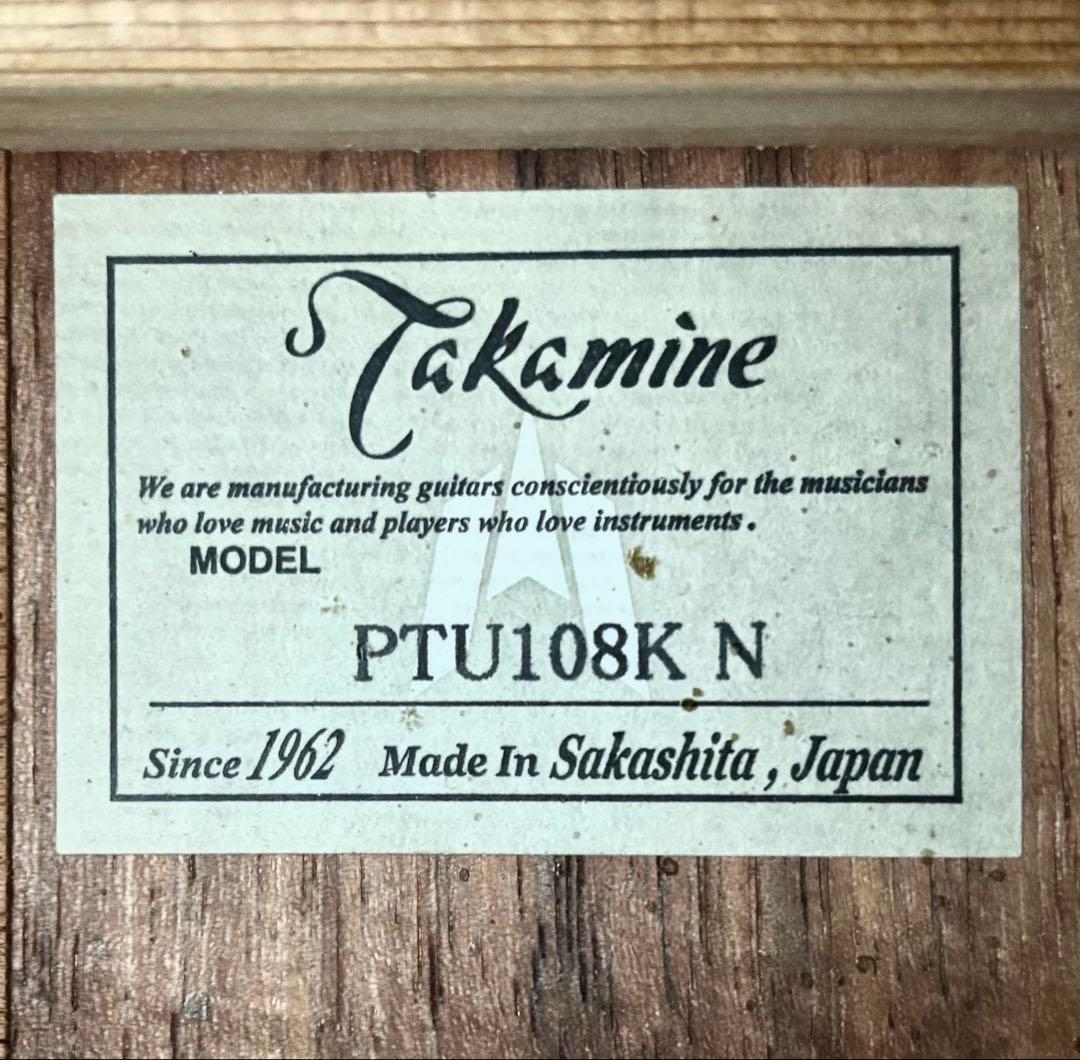 Takamine
We are manufacturing guitars conscientiously for the musicians
who love music and players who love instruments.
MODEL
PTU108K N
Since 1962 Made In Sakashita, Japan